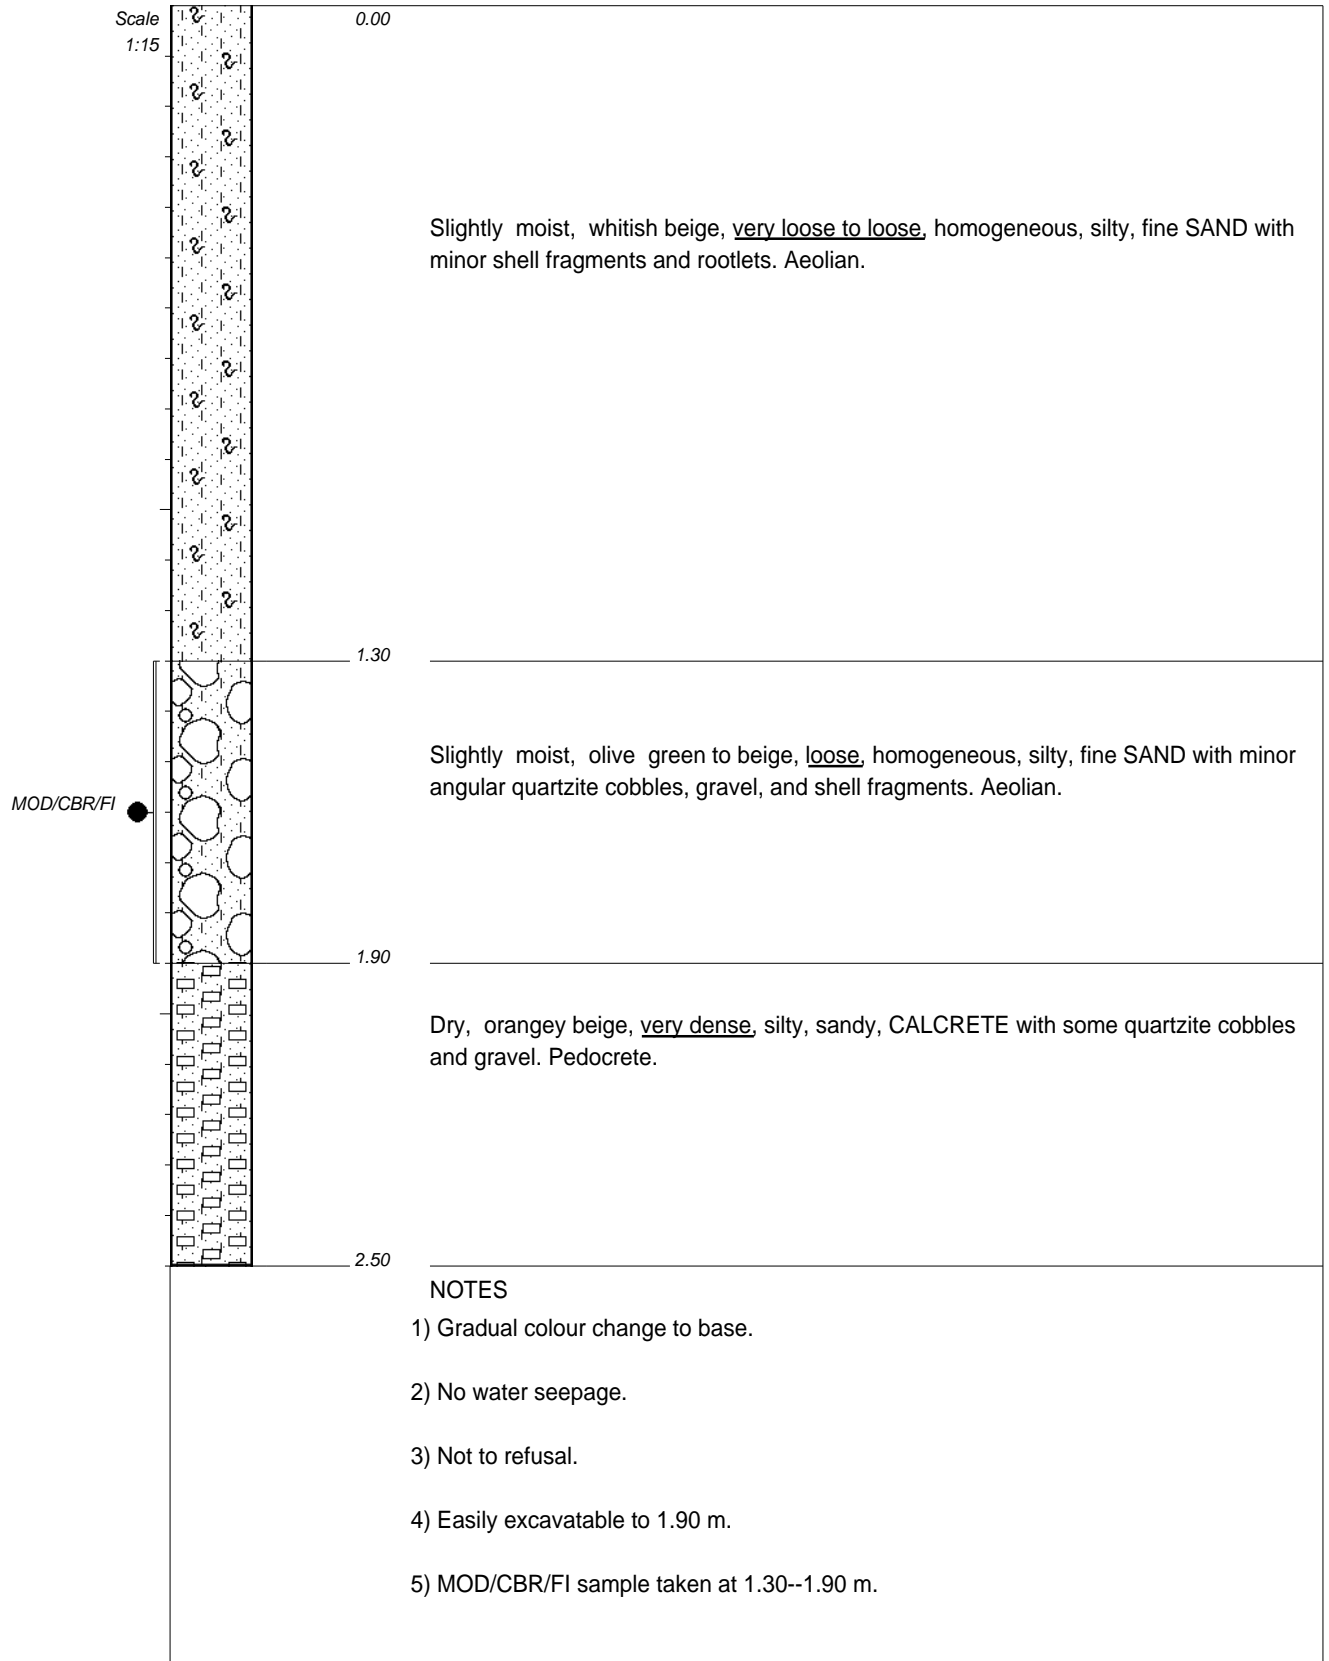 Scale
1:15
0.00
Slightly moist, whitish beige, very loose to loose, homogeneous, silty, fine SAND with
minor shell fragments and rootlets. Aeolian.
1.30
Slightly moist, olive green to beige, loose, homogeneous, silty, fine SAND with minor
angular quartzite cobbles, gravel, and shell fragments. Aeolian.
MOD/CBR/FI
1.90
Dry, orangey beige, very dense, silty, sandy, CALCRETE with some quartzite cobbles
and gravel. Pedocrete.
2.50
NOTES
1) Gradual colour change to base.
2) No water seepage.
3) Not to refusal.
4) Easily excavatable to 1.90 m.
5) MOD/CBR/FI sample taken at 1.30--1.90 m.